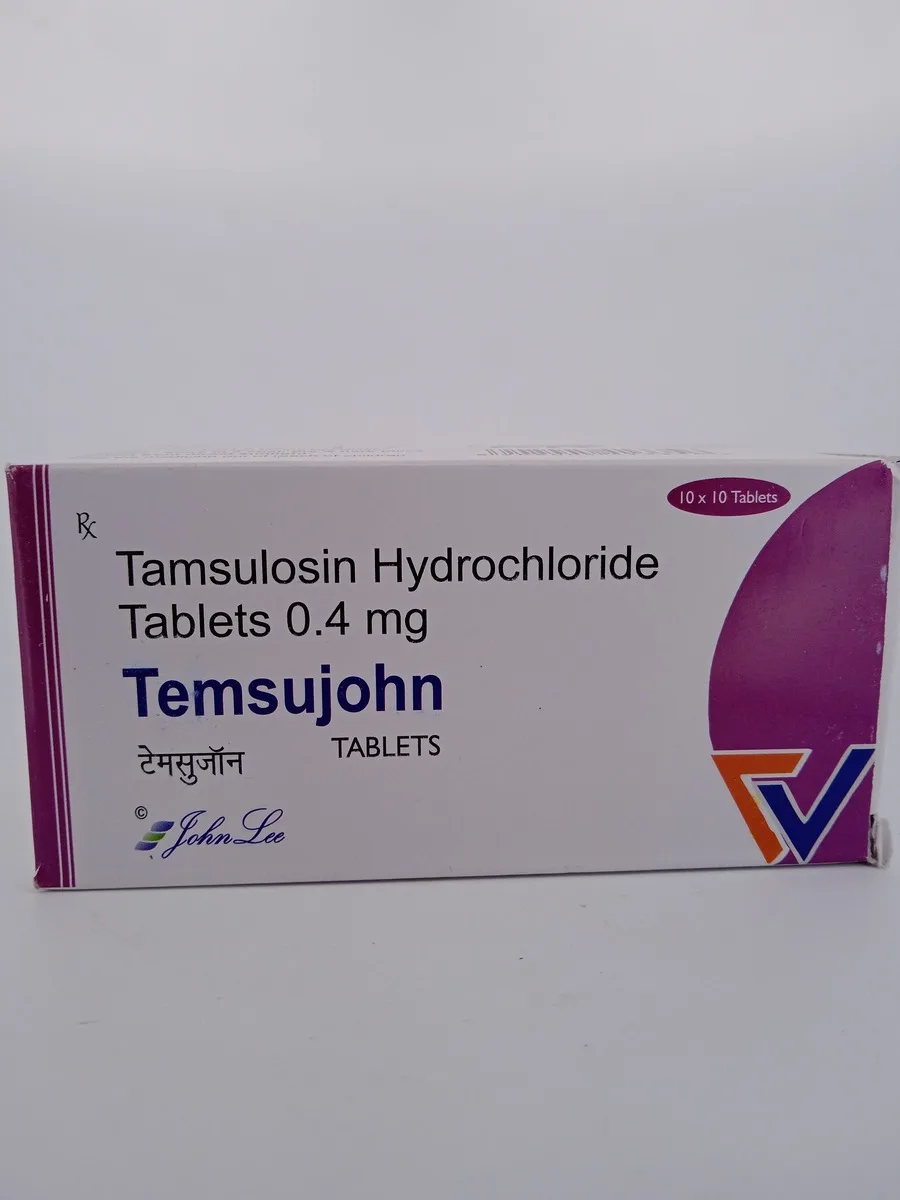 10 x 10 Tablets
Rx
Tamsulosin Hydrochloride
Tablets 0.4 mg
Temsujohn
टेमसुजॉन TABLETS
©
John Lee